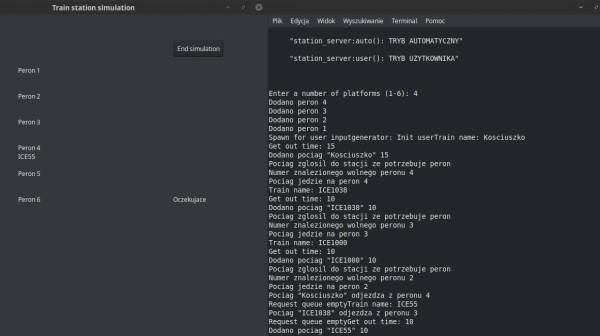 Train station simulation
End simulation
Peron 1
Peron 2
Peron 3
Peron 4
ICE55
Peron 5
Peron 6
Oczekujace
Plik Edycja Widok Wyszukiwanie Terminal Pomoc
"station_server:auto(): TRYB AUTOMATYCZNY"
"station_server:user(): TRYB UZYTKOWNIKA"
Enter a number of platforms (1-6): 4
Dodano peron 4
Dodano peron 3
Dodano peron 2
Dodano peron 1
Spawn for user inputgenerator: Init userTrain name: Kosciuszko
Get out time: 15
Dodano pociag "Kosciuszko" 15
Pociag zglosil do stacji ze potrzebuje peron
Numer znalezionego wolnego peronu 4
Pociag jedzie na peron 4
Train name: ICE1038
Get out time: 10
Dodano pociag "ICE1038" 10
Pociag zglosil do stacji ze potrzebuje peron
Numer znalezionego wolnego peronu 3
Pociag jedzie na peron 3
Train name: ICE1000
Get out time: 10
Dodano pociag "ICE1000" 10
Pociag zglosil do stacji ze potrzebuje peron
Numer znalezionego wolnego peronu 2
Pociag jedzie na peron 2
Pociag "Kosciuszko" odjezdza z peronu 4
Request queue emptyTrain name: ICE55
Pociag "ICE1038" odjezdza z peronu 3
Request queue emptyGet out time: 10
Dodano pociag "ICE55" 10